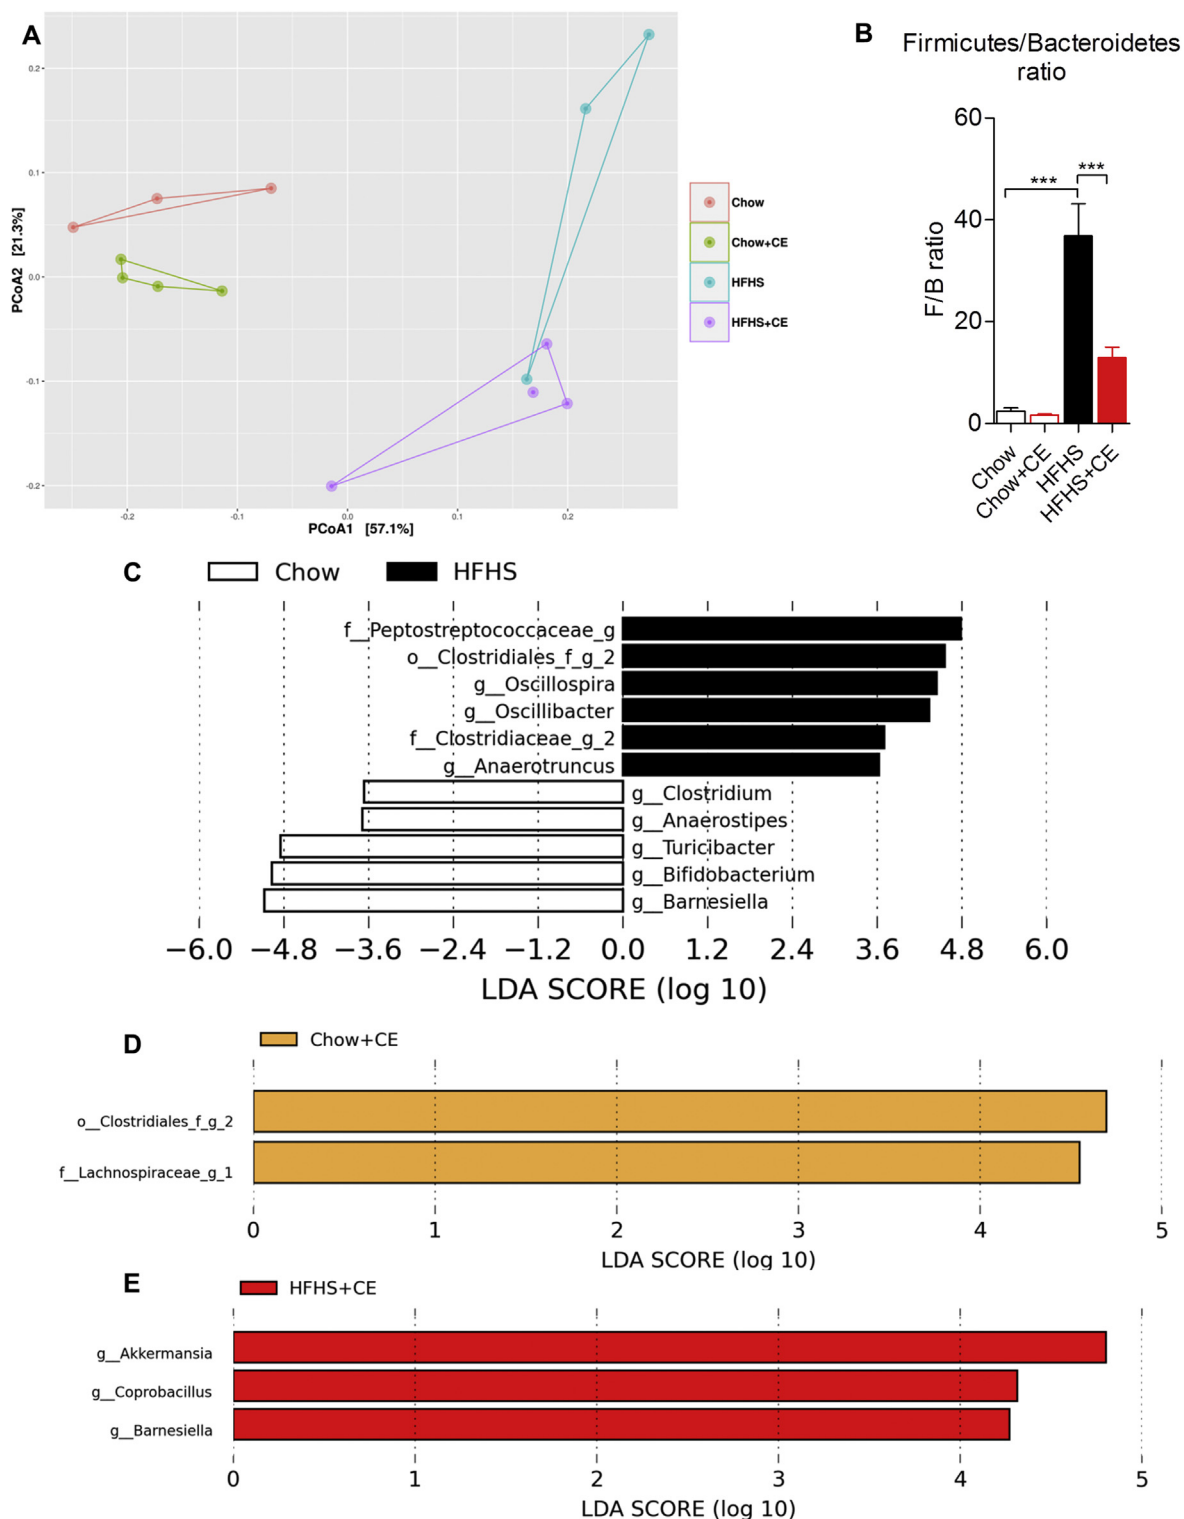 A
0.2
0.1
0.0
-0.1
-0.2
PCoA2 [21.3%]
-0.2
-0.1
0.0
0.1
0.2
PCoA1 [57.1%]
Chow
Chow+CE
HFHS
HFHS+CE
B
Firmicutes/Bacteroidetes
ratio
60
40
20
0
F/B ratio
***
***
Chow
Chow+CE
HFHS
HFHS+CE
C
Chow
HFHS
f__Peptostreptococcaceae_g
o__Clostridiales_f_g_2
g__Oscillospira
g__Oscillibacter
f__Clostridiaceae_g_2
g__Anaerotruncus
g__Clostridium
g__Anaerostipes
g__Turicibacter
g__Bifidobacterium
g__Barnesiella
−6.0 −4.8 −3.6 −2.4 −1.2 0.0 1.2 2.4 3.6 4.8 6.0
LDA SCORE (log 10)
D
Chow+CE
o__Clostridiales_f_g_2
f__Lachnospiraceae_g_1
0 1 2 3 4 5
LDA SCORE (log 10)
E
HFHS+CE
g__Akkermansia
g__Coprobacillus
g__Barnesiella
0 1 2 3 4 5
LDA SCORE (log 10)